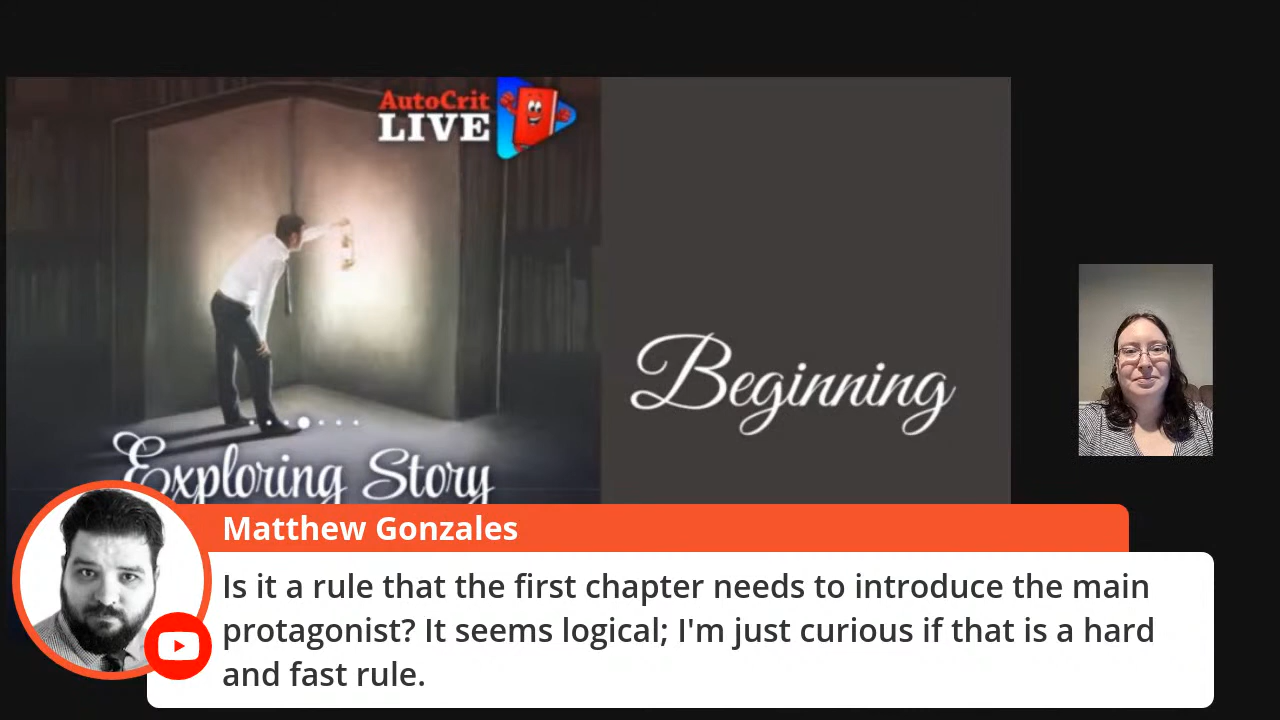 AutoCrit
LIVE
Beginning
Exploring Story
Matthew Gonzales
Is it a rule that the first chapter needs to introduce the main
protagonist? It seems logical; I'm just curious if that is a hard
and fast rule.